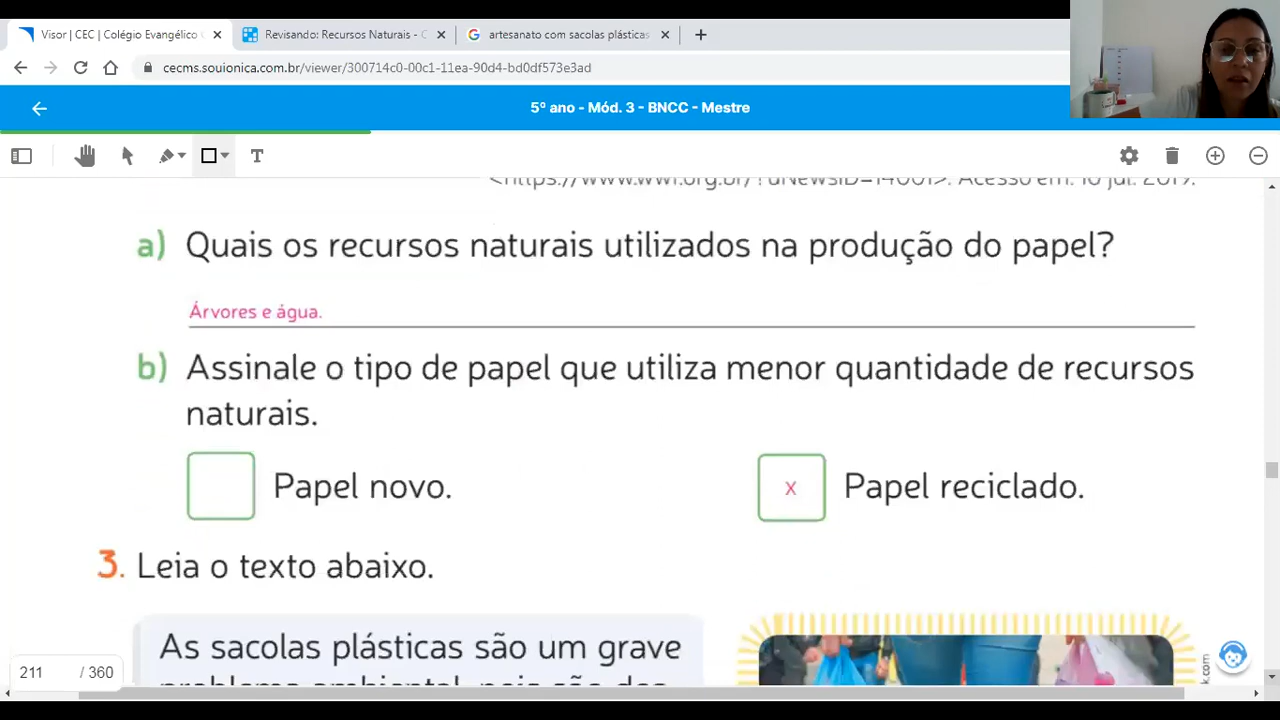 Visor | CEC | Colégio Evangélico
Revisando: Recursos Naturais - C
artesanato com sacolas plásticas
cecms.souionica.com.br/viewer/300714c0-00c1-11ea-90d4-bd0df573e3ad
5º ano - Mód. 3 - BNCC - Mestre
T
a) Quais os recursos naturais utilizados na produção do papel?
Árvores e água.
b) Assinale o tipo de papel que utiliza menor quantidade de recursos
naturais.
Papel novo.
x Papel reciclado.
3. Leia o texto abaixo.
As sacolas plásticas são um grave
k.com
211 / 360